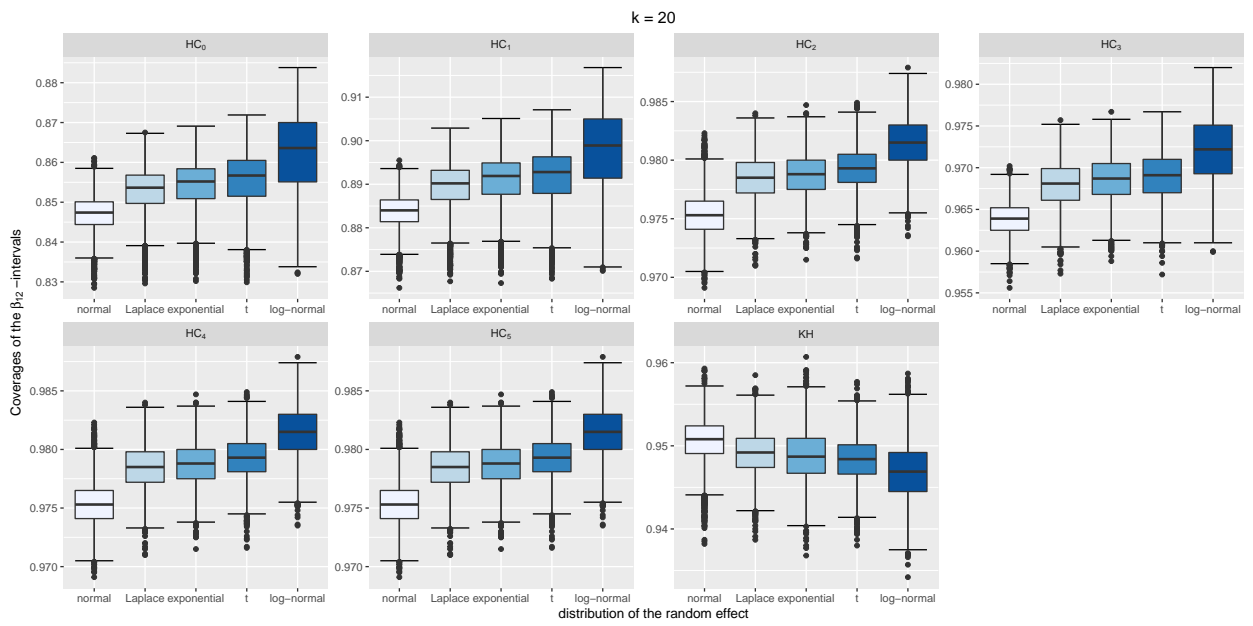 k = 20
HC₀
HC₁
HC₂
HC₃
0.88
0.87
0.86
0.85
0.84
0.83
0.91
0.90
0.89
0.88
0.87
0.985
0.980
0.975
0.970
0.980
0.975
0.970
0.965
0.960
0.955
normal Laplace exponential t log−normal
normal Laplace exponential t log−normal
normal Laplace exponential t log−normal
normal Laplace exponential t log−normal
Coverages of the β₁₂ −intervals
HC₄
HC₅
KH
0.985
0.980
0.975
0.970
0.985
0.980
0.975
0.970
0.96
0.95
0.94
normal Laplace exponential t log−normal
normal Laplace exponential t log−normal
normal Laplace exponential t log−normal
distribution of the random effect